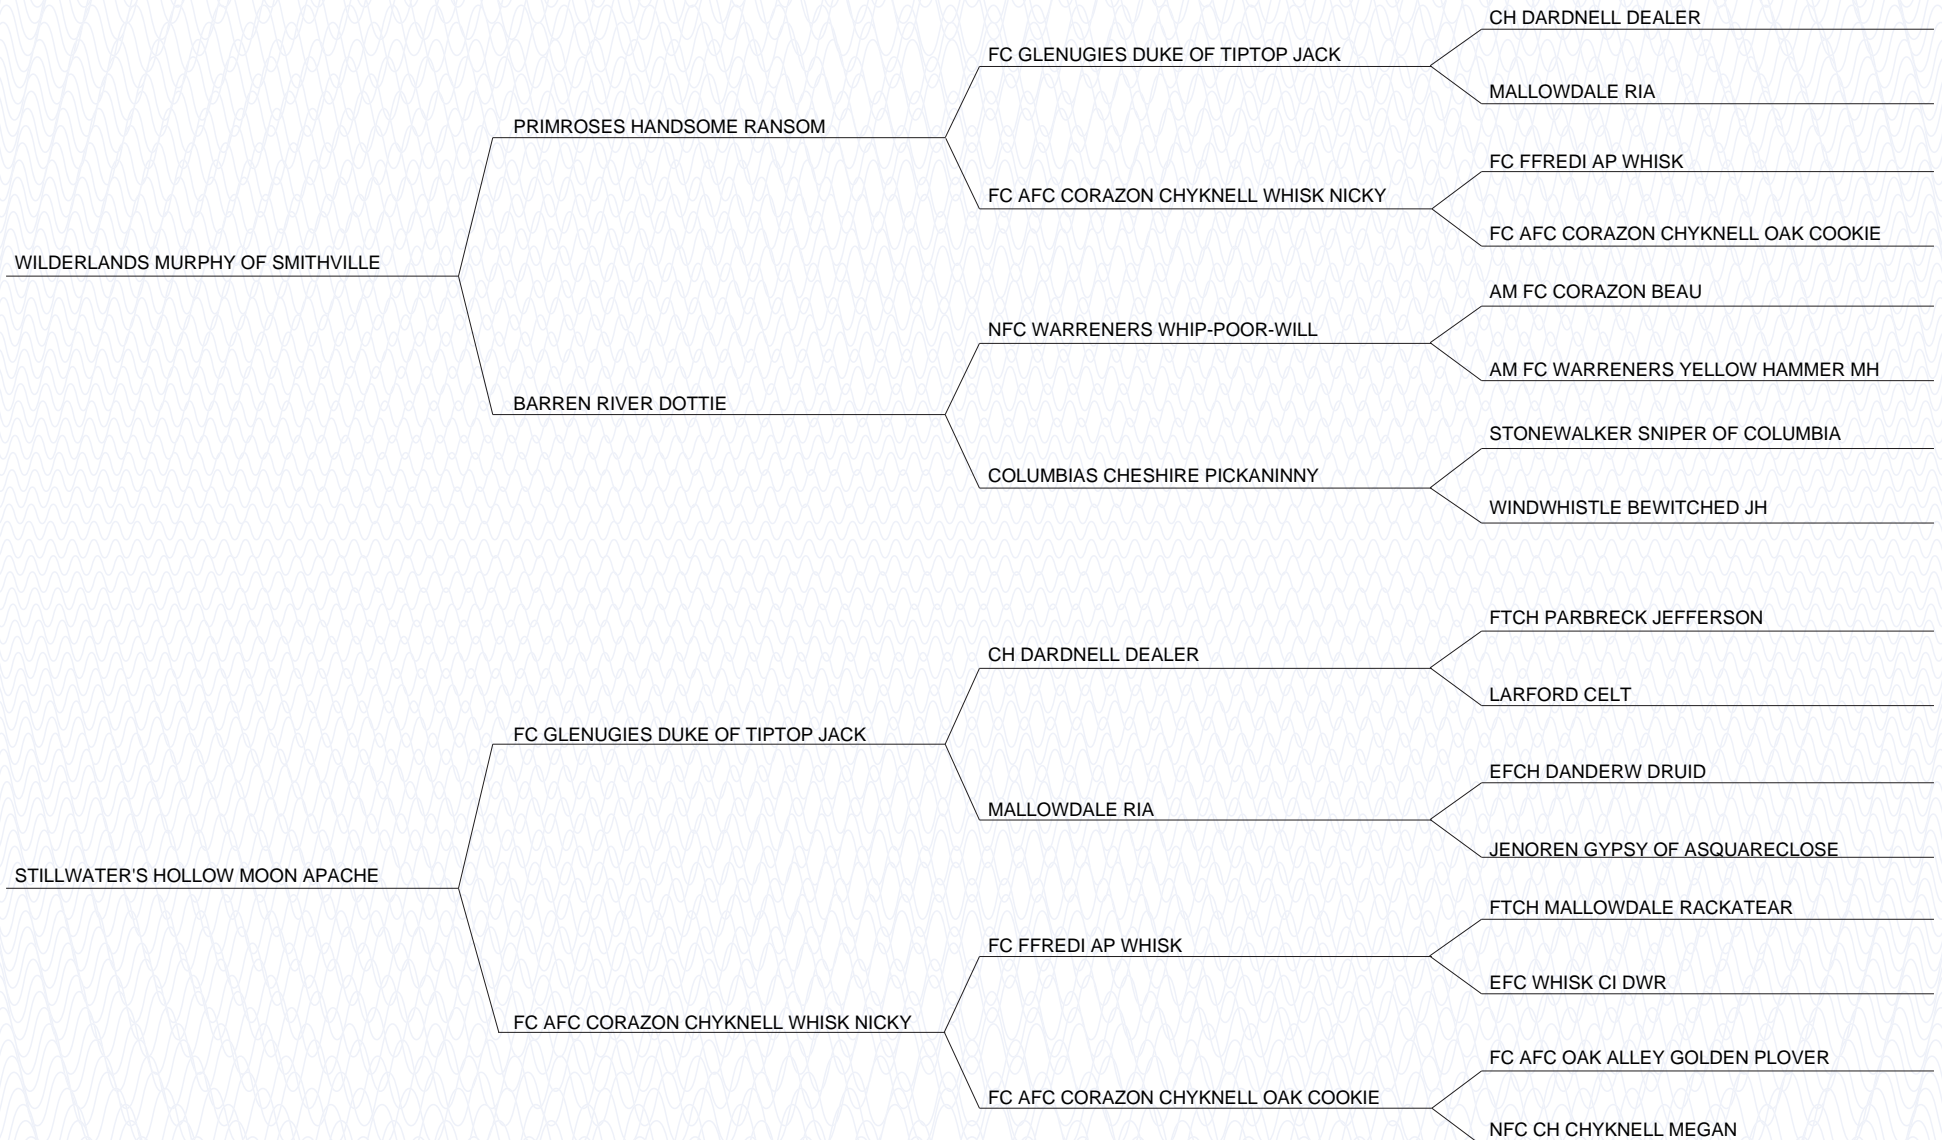 CH DARDNELL DEALER
FC GLENUGIES DUKE OF TIPTOP JACK
MALLOWDALE RIA
PRIMROSES HANDSOME RANSOM
FC FFREDI AP WHISK
FC AFC CORAZON CHYKNELL WHISK NICKY
FC AFC CORAZON CHYKNELL OAK COOKIE
WILDERLANDS MURPHY OF SMITHVILLE
AM FC CORAZON BEAU
NFC WARRENERS WHIP-POOR-WILL
AM FC WARRENERS YELLOW HAMMER MH
BARREN RIVER DOTTIE
STONEWALKER SNIPER OF COLUMBIA
COLUMBIAS CHESHIRE PICKANINNY
WINDWHISTLE BEWITCHED JH
FTCH PARBRECK JEFFERSON
CH DARDNELL DEALER
LARFORD CELT
FC GLENUGIES DUKE OF TIPTOP JACK
EFCH DANDERW DRUID
MALLOWDALE RIA
JENOREN GYPSY OF ASQUARECLOSE
STILLWATER'S HOLLOW MOON APACHE
FTCH MALLOWDALE RACKATEAR
FC FFREDI AP WHISK
EFC WHISK CI DWR
FC AFC CORAZON CHYKNELL WHISK NICKY
FC AFC OAK ALLEY GOLDEN PLOVER
FC AFC CORAZON CHYKNELL OAK COOKIE
NFC CH CHYKNELL MEGAN